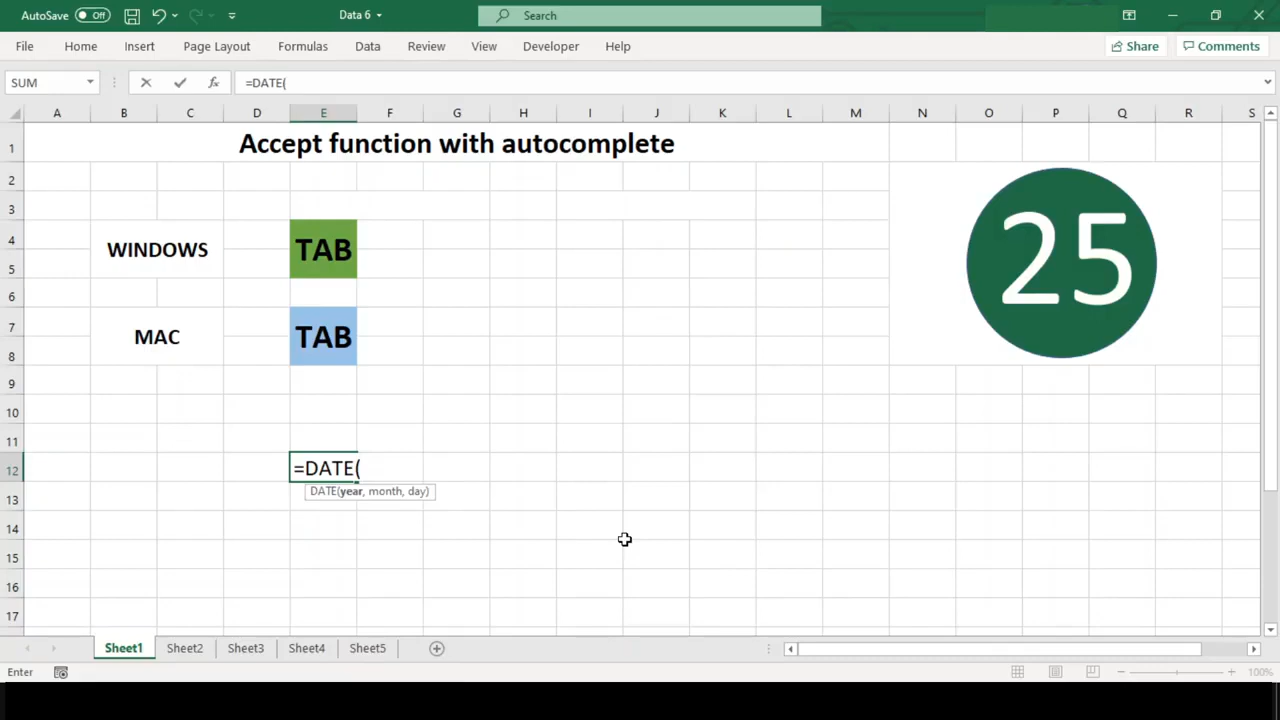 AutoSave Off Data 6 Search
File Home Insert Page Layout Formulas Data Review View Developer Help Share Comments
SUM fx =DATE(
A B C D E F G H I J K L M N O P Q R S
1 Accept function with autocomplete
2
3
4
WINDOWS TAB 25
5
6
7
MAC TAB
8
9
10
11
12 =DATE(
DATE(year, month, day)
13
14
15
16
17
Sheet1 Sheet2 Sheet3 Sheet4 Sheet5
Enter 100%